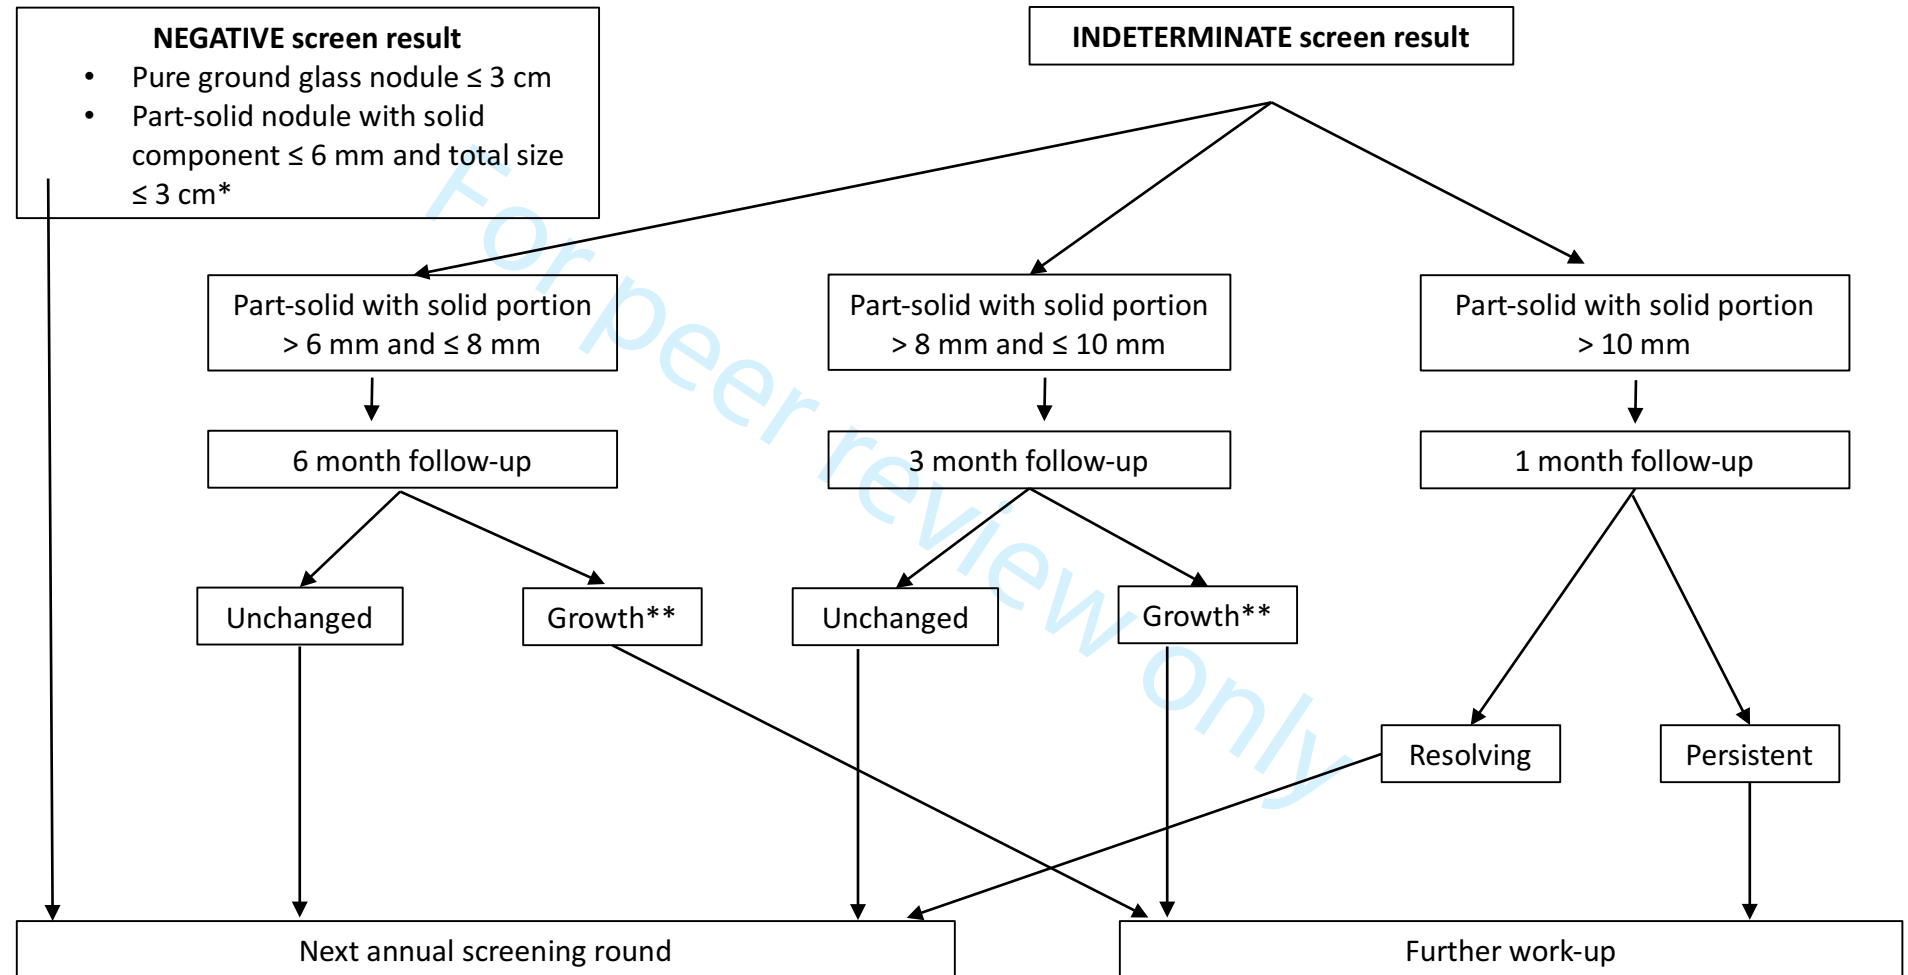 NEGATIVE screen result
• Pure ground glass nodule ≤ 3 cm
• Part-solid nodule with solid
component ≤ 6 mm and total size
≤ 3 cm*
INDETERMINATE screen result
Part-solid with solid portion
> 6 mm and ≤ 8 mm
Part-solid with solid portion
> 8 mm and ≤ 10 mm
Part-solid with solid portion
> 10 mm
6 month follow-up
3 month follow-up
1 month follow-up
Unchanged
Growth**
Unchanged
Growth**
Resolving
Persistent
Next annual screening round
Further work-up
For peer review only